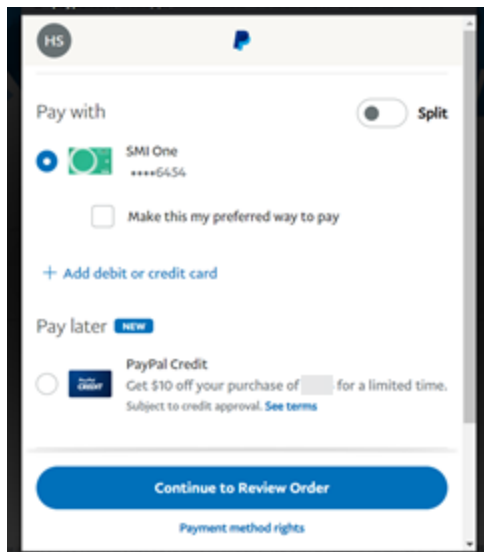 HS
Pay with
Split
SMI One
••••6454
Make this my preferred way to pay
+ Add debit or credit card
Pay later NEW
PayPal Credit
PayPal CREDIT
Get $10 off your purchase of for a limited time.
Subject to credit approval. See terms
Continue to Review Order
Payment method rights